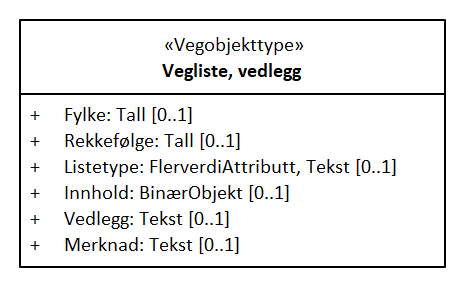 «Vegobjekttype»
Vegliste, vedlegg
+ Fylke: Tall [0..1]
+ Rekkefølge: Tall [0..1]
+ Listetype: FlerverdiAttributt, Tekst [0..1]
+ Innhold: BinærObjekt [0..1]
+ Vedlegg: Tekst [0..1]
+ Merknad: Tekst [0..1]